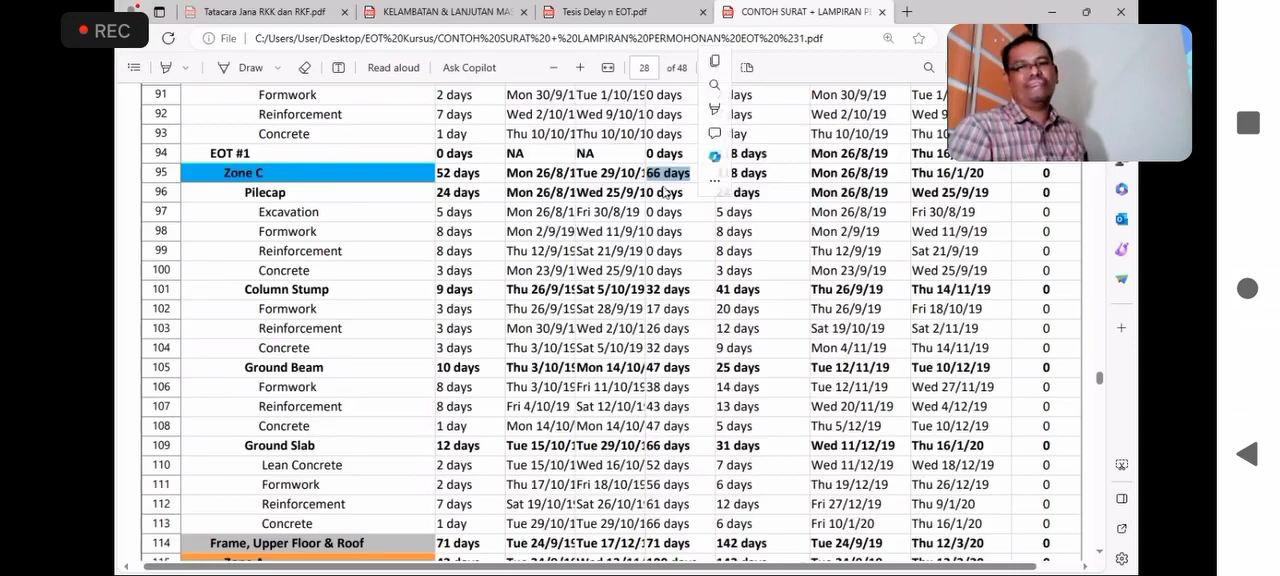 REC
Tatacara Jana RKK dan RKF.pdf
KELAMBATAN & LANJUTAN MAS
Tesis Delay n EOT.pdf
CONTOH SURAT + LAMPIRAN PE
File C:/Users/User/Desktop/EOT%20Kursus/CONTOH%20SURAT%20+%20LAMPIRAN%20PERMOHONAN%20EOT%20%231.pdf
Draw Read aloud Ask Copilot 28 of 48
91 Formwork 2 days Mon 30/9/1 Tue 1/10/19 0 days days Mon 30/9/19 Tue 1/
92 Reinforcement 7 days Wed 2/10/1 Wed 9/10/1 0 days days Wed 2/10/19 Wed 9
93 Concrete 1 day Thu 10/10/1 Thu 10/10/1 0 days day Thu 10/10/19 Thu 10
94 EOT #1 0 days NA NA 0 days 8 days Mon 26/8/19 Thu 16
95 Zone C 52 days Mon 26/8/1 Tue 29/10/1 66 days 8 days Mon 26/8/19 Thu 16/1/20 0
96 Pilecap 24 days Mon 26/8/1 Wed 25/9/1 0 days days Mon 26/8/19 Wed 25/9/19 0
97 Excavation 5 days Mon 26/8/1 Fri 30/8/19 0 days 5 days Mon 26/8/19 Fri 30/8/19 0
98 Formwork 8 days Mon 2/9/19 Wed 11/9/1 0 days 8 days Mon 2/9/19 Wed 11/9/19 0
99 Reinforcement 8 days Thu 12/9/19 Sat 21/9/19 0 days 8 days Thu 12/9/19 Sat 21/9/19 0
100 Concrete 3 days Mon 23/9/1 Wed 25/9/1 0 days 3 days Mon 23/9/19 Wed 25/9/19 0
101 Column Stump 9 days Thu 26/9/1 Sat 5/10/19 32 days 41 days Thu 26/9/19 Thu 14/11/19 0
102 Formwork 3 days Thu 26/9/1 Sat 28/9/19 17 days 20 days Thu 26/9/19 Fri 18/10/19 0
103 Reinforcement 3 days Mon 30/9/1 Wed 2/10/1 26 days 12 days Sat 19/10/19 Sat 2/11/19 0
104 Concrete 3 days Thu 3/10/19 Sat 5/10/19 32 days 9 days Mon 4/11/19 Thu 14/11/19 0
105 Ground Beam 10 days Thu 3/10/1 Mon 14/10/ 47 days 25 days Tue 12/11/19 Tue 10/12/19 0
106 Formwork 8 days Thu 3/10/1 Fri 11/10/1 38 days 14 days Tue 12/11/19 Wed 27/11/19 0
107 Reinforcement 8 days Fri 4/10/19 Sat 12/10/1 43 days 13 days Wed 20/11/19 Wed 4/12/19 0
108 Concrete 1 day Mon 14/10/ Mon 14/10/ 47 days 5 days Thu 5/12/19 Tue 10/12/19 0
109 Ground Slab 12 days Tue 15/10/1 Tue 29/10/1 66 days 31 days Wed 11/12/19 Thu 16/1/20 0
110 Lean Concrete 2 days Tue 15/10/1 Wed 16/10/ 52 days 7 days Wed 11/12/19 Wed 18/12/19 0
111 Formwork 2 days Thu 17/10/1 Fri 18/10/19 56 days 6 days Thu 19/12/19 Thu 26/12/19 0
112 Reinforcement 7 days Sat 19/10/19 Sat 26/10/1 61 days 12 days Fri 27/12/19 Thu 9/1/20 0
113 Concrete 1 day Tue 29/10/1 Tue 29/10/1 66 days 6 days Fri 10/1/20 Thu 16/1/20 0
114 Frame, Upper Floor & Roof 71 days Tue 24/9/1 Tue 17/12/1 71 days 142 days Tue 24/9/19 Thu 12/3/20 0